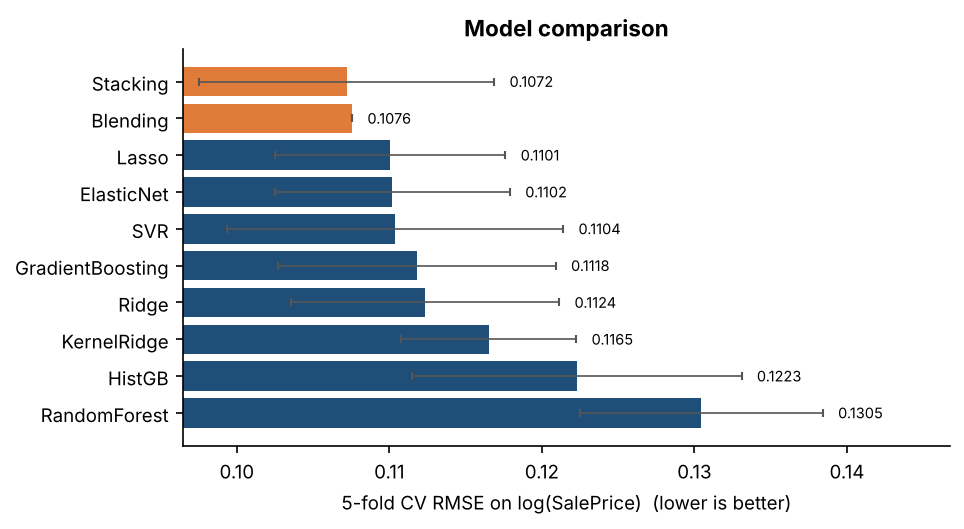 Model comparison
Stacking 0.1072
Blending 0.1076
Lasso 0.1101
ElasticNet 0.1102
SVR 0.1104
GradientBoosting 0.1118
Ridge 0.1124
KernelRidge 0.1165
HistGB 0.1223
RandomForest 0.1305
0.10 0.11 0.12 0.13 0.14
5-fold CV RMSE on log(SalePrice) (lower is better)